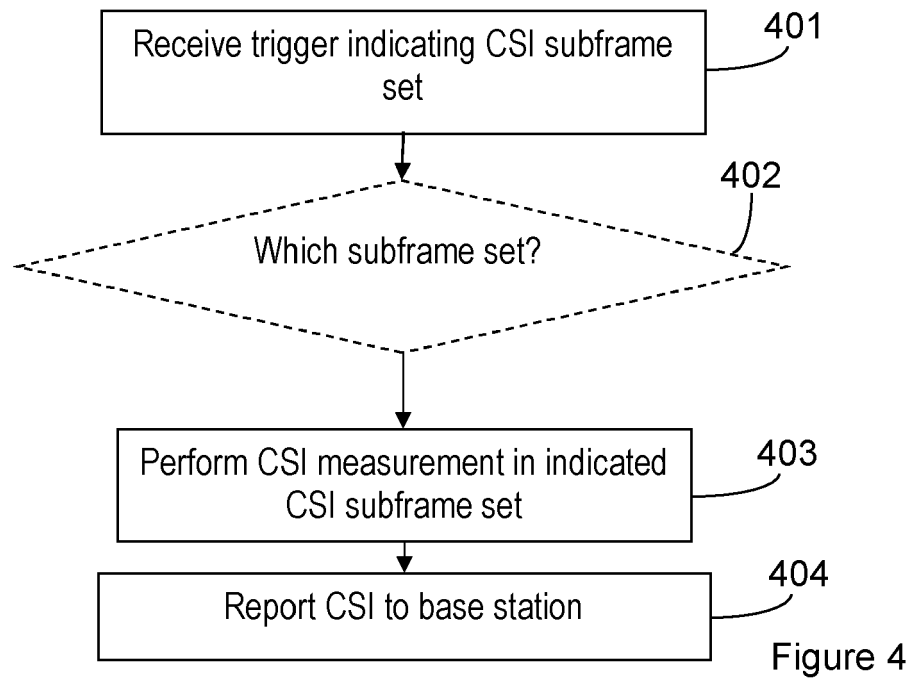 Receive trigger indicating CSI subframe
set
401
402
Which subframe set?
Perform CSI measurement in indicated
CSI subframe set
403
404
Report CSI to base station
Figure 4